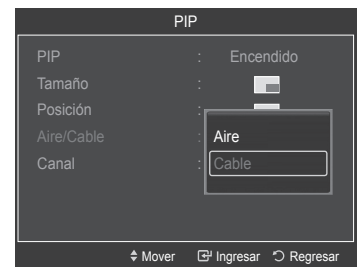 PIP
PIP : Encendido
Tamaño :
Posición :
Aire/Cable : Aire
Canal : Cable
Mover Ingresar Regresar